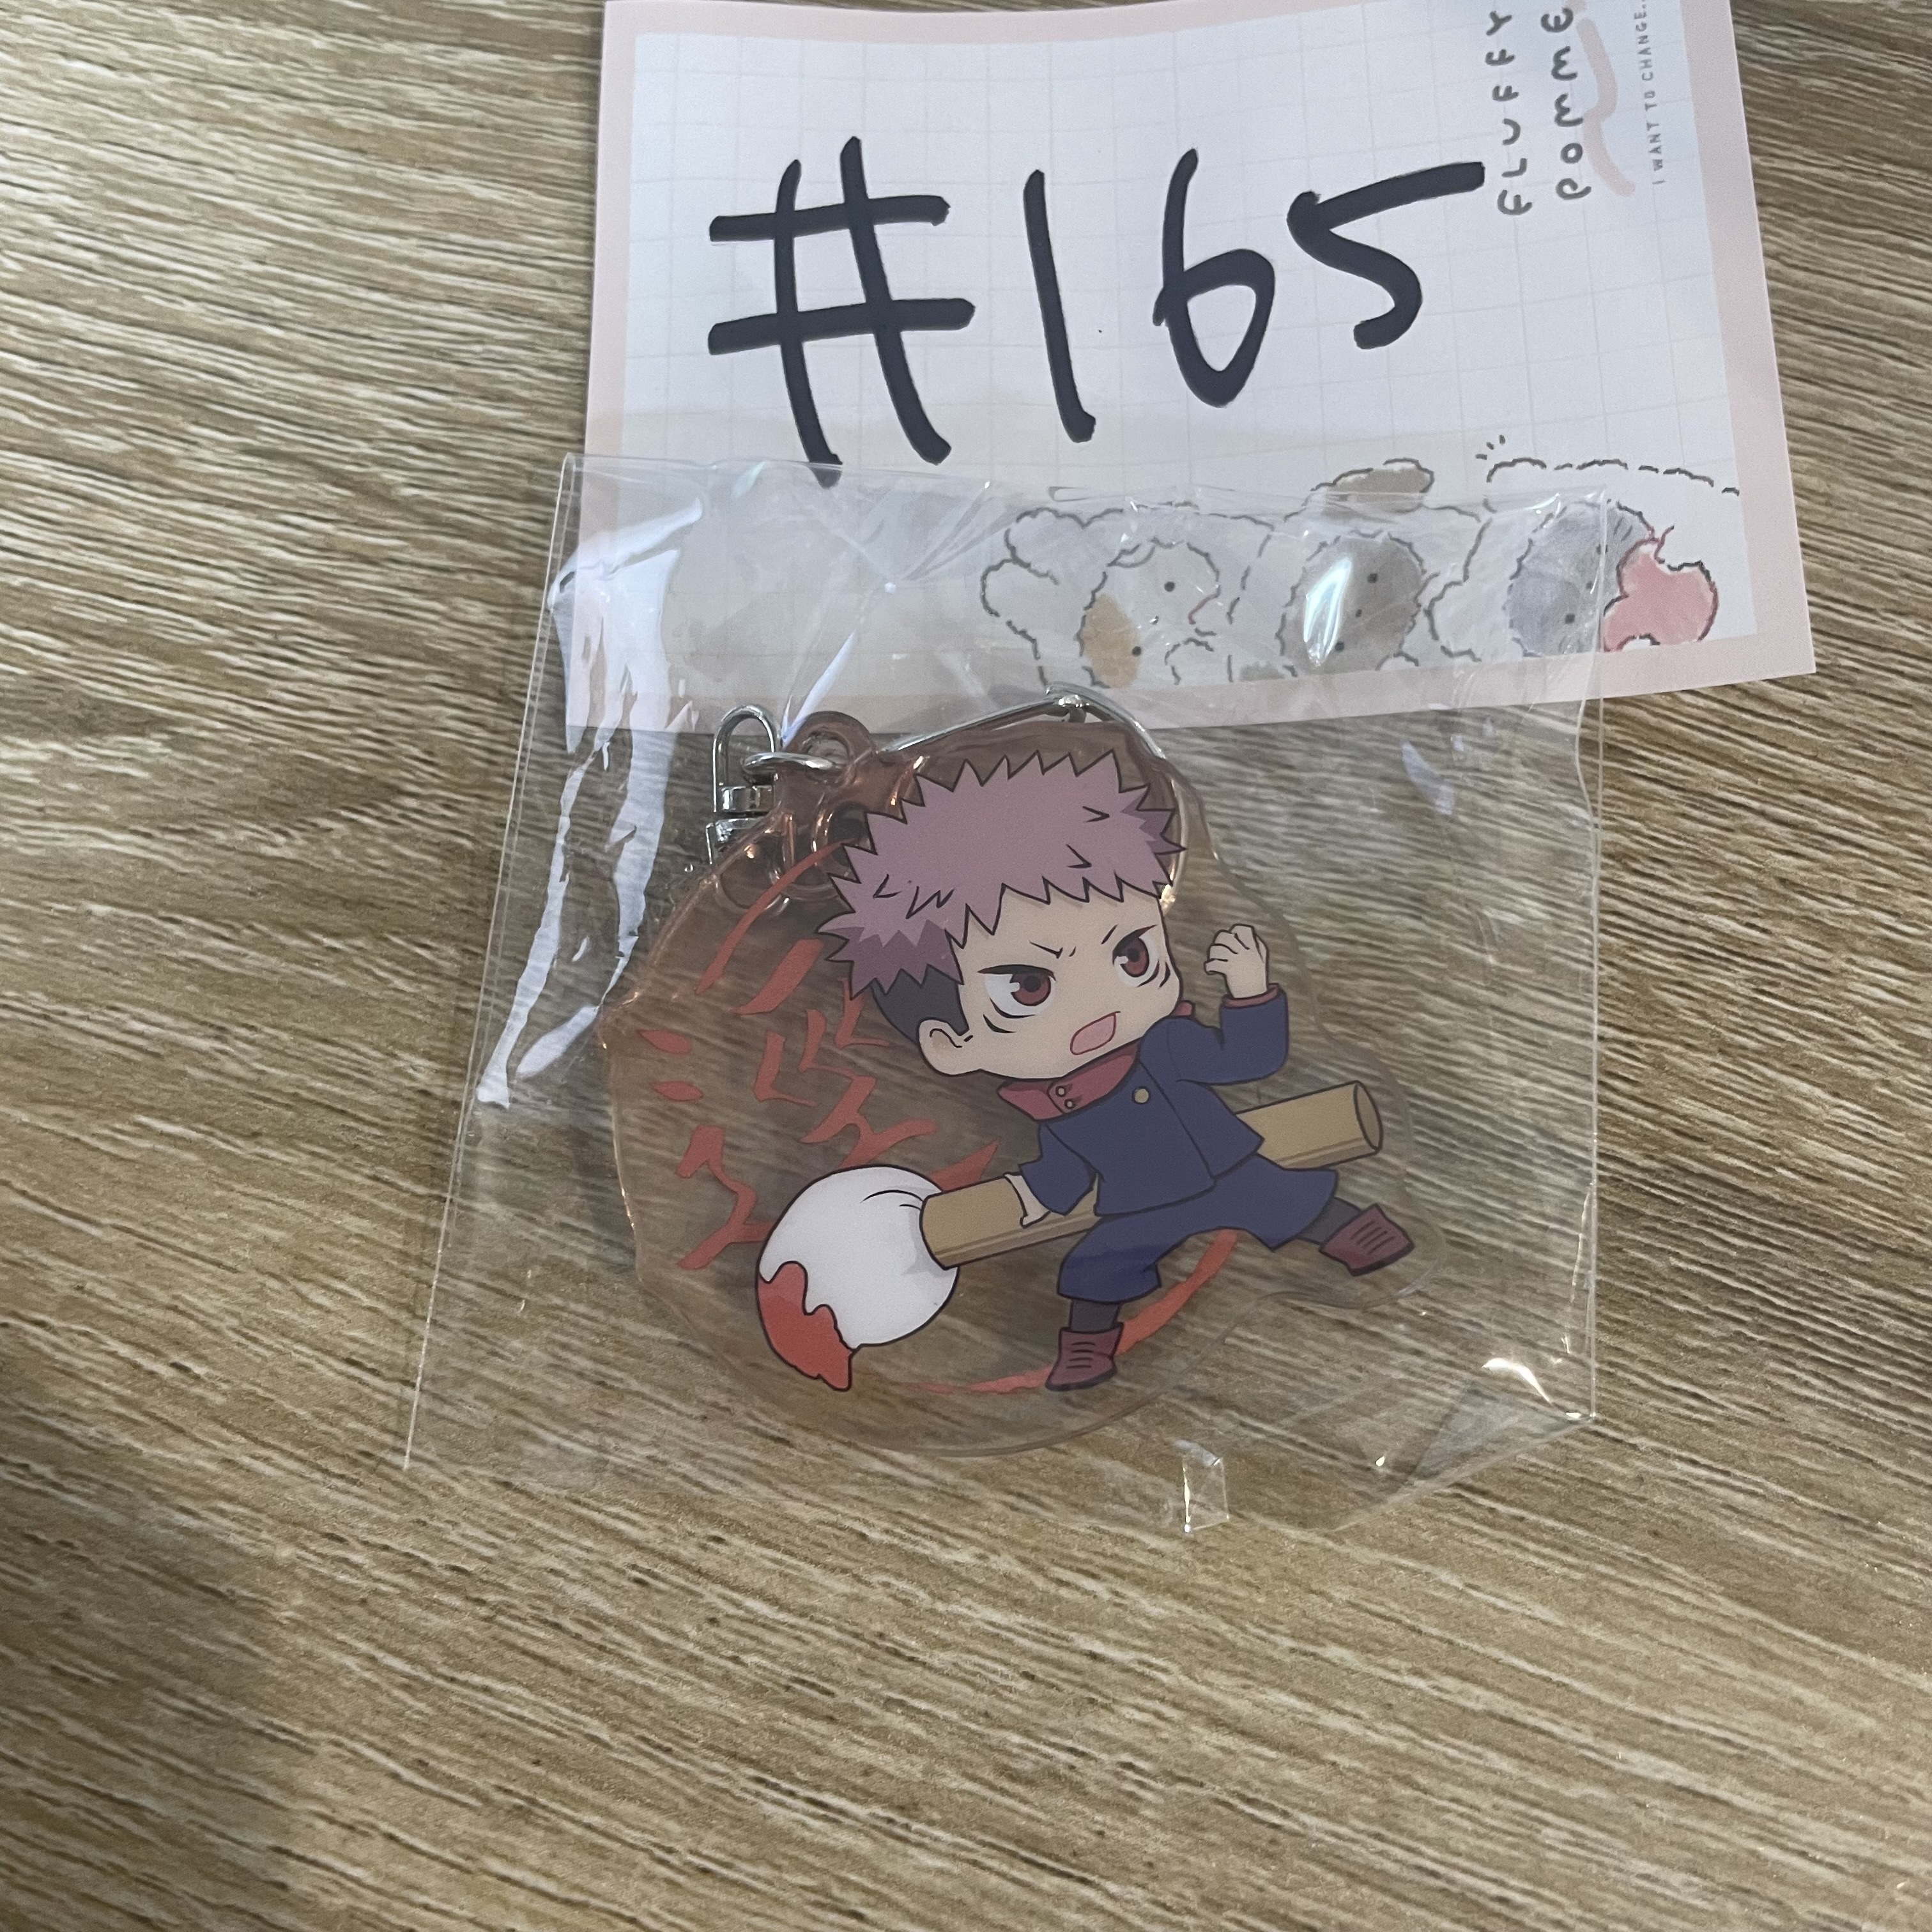 #165
FLUFFY
POMME
I WANT TO CHANGE..